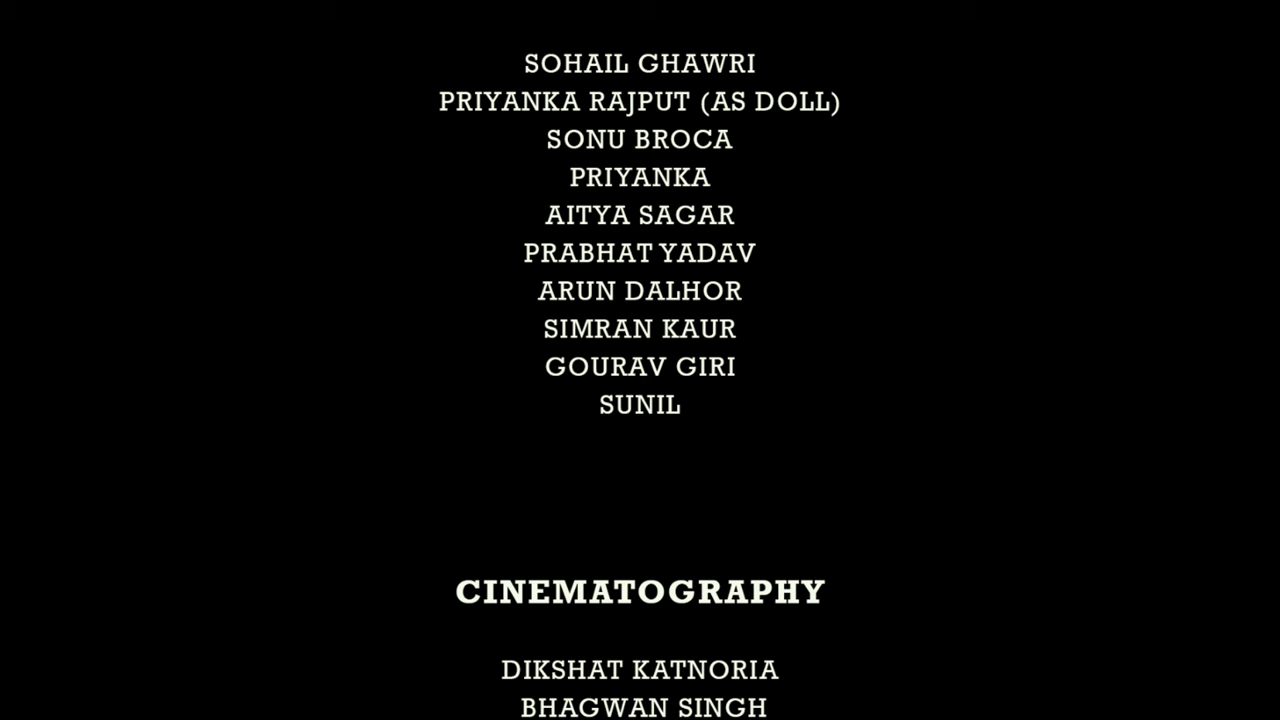 SOHAIL GHAWRI
PRIYANKA RAJPUT (AS DOLL)
SONU BROCA
PRIYANKA
AITYA SAGAR
PRABHAT YADAV
ARUN DALHOR
SIMRAN KAUR
GOURAV GIRI
SUNIL
CINEMATOGRAPHY
DIKSHAT KATNORIA
BHAGWAN SINGH